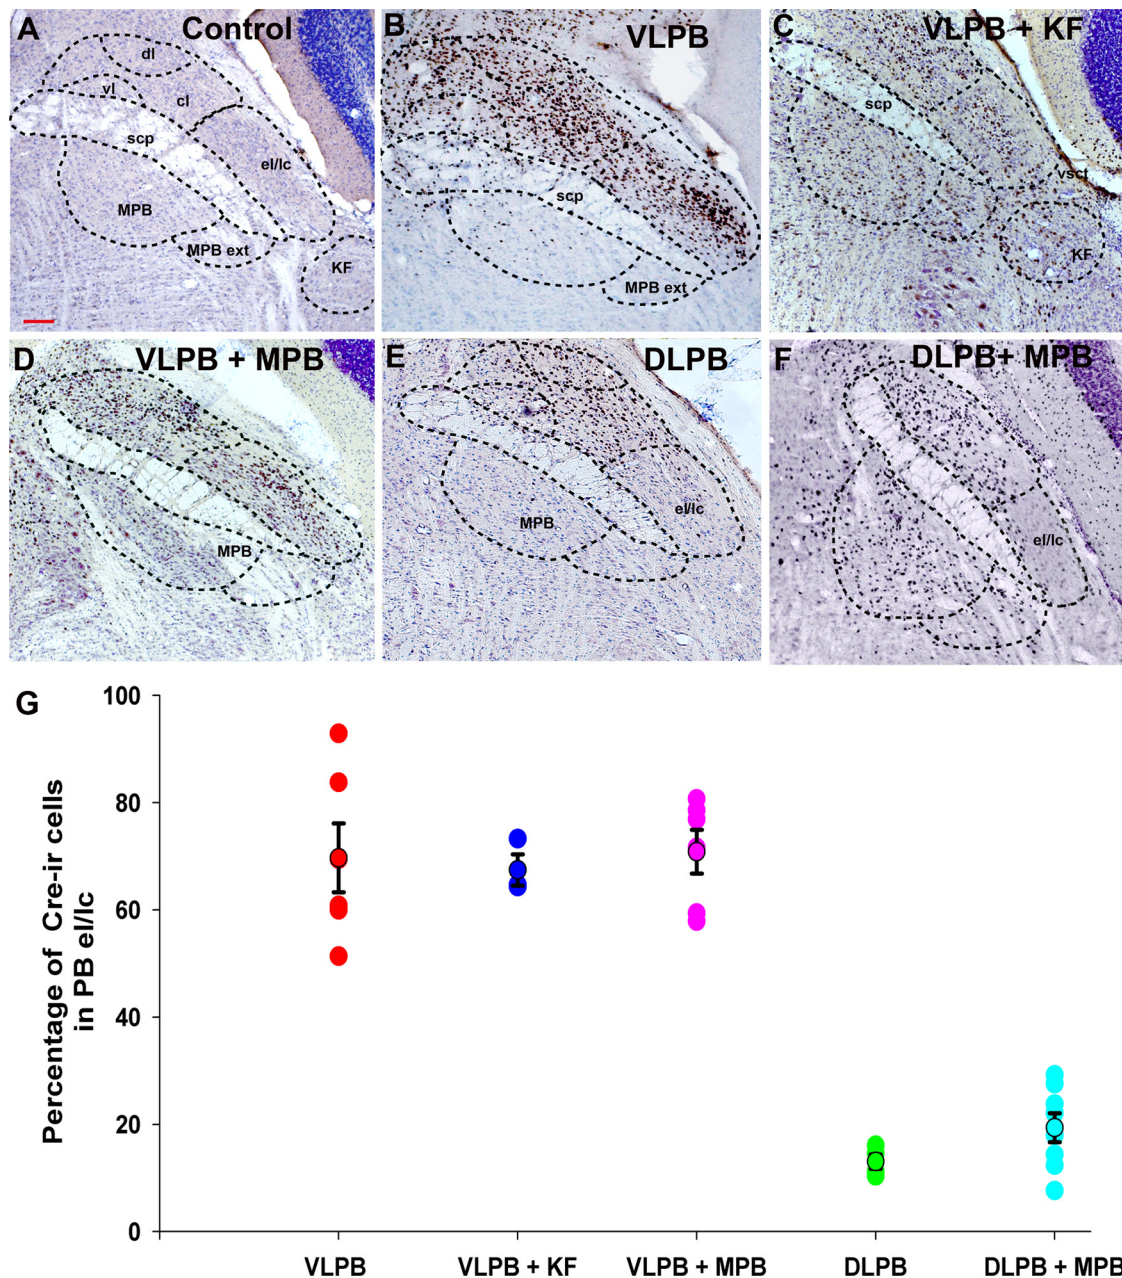 A
Control
dl
vl
cl
scp
el/lc
MPB
MPB ext
KF
B
VLPB
scp
MPB ext
C
VLPB + KF
scp
vsct
KF
D
VLPB + MPB
MPB
E
DLPB
MPB
el/lc
F
DLPB+ MPB
el/lc
G
Percentage of Cre-ir cells
in PB el/lc
100
80
60
40
20
0
VLPB
VLPB + KF
VLPB + MPB
DLPB
DLPB + MPB